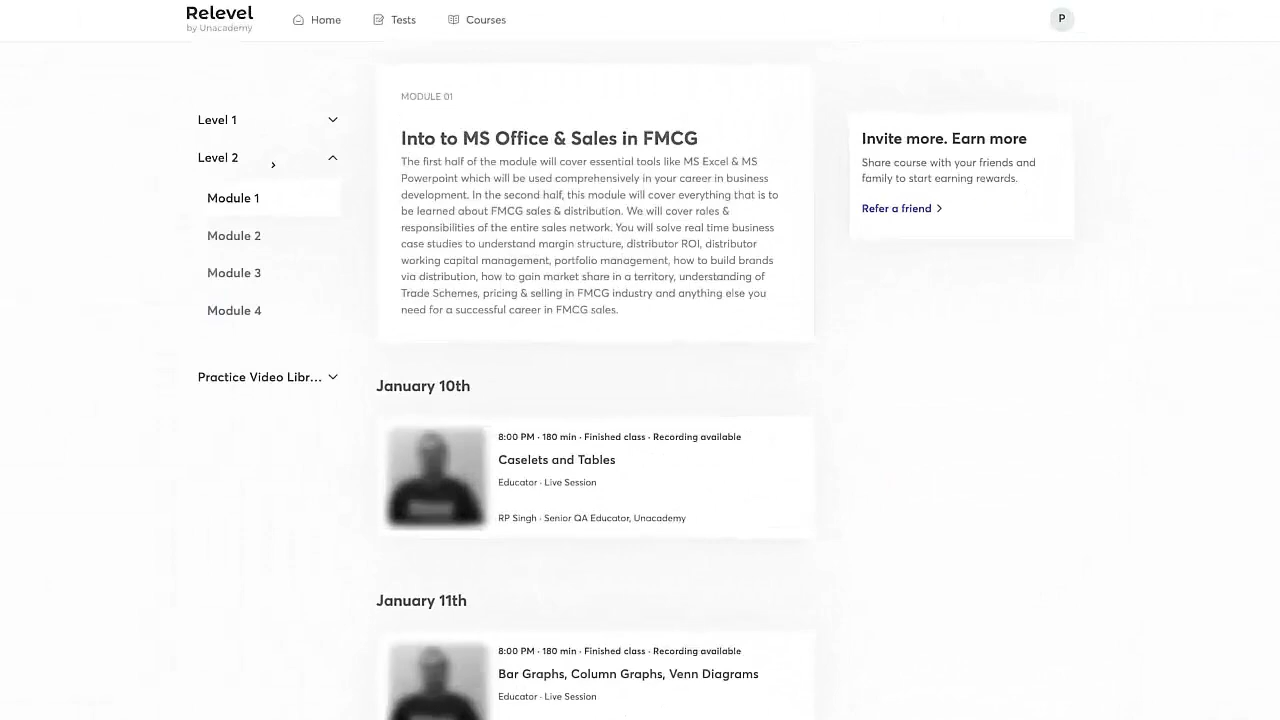 Relevel
by Unacademy
Home
Tests
Courses
P
Level 1
Level 2
Module 1
Module 2
Module 3
Module 4
Practice Video Libr...
MODULE 01
Into to MS Office & Sales in FMCG
The first half of the module will cover essential tools like MS Excel & MS
Powerpoint which will be used comprehensively in your career in business
development. In the second half, this module will cover everything that is to
be learned about FMCG sales & distribution. We will cover roles &
responsibilities of the entire sales network. You will solve real time business
case studies to understand margin structure, distributor ROI, distributor
working capital management, portfolio management, how to build brands
via distribution, how to gain market share in a territory, understanding of
Trade Schemes, pricing & selling in FMCG industry and anything else you
need for a successful career in FMCG sales.
Invite more. Earn more
Share course with your friends and
family to start earning rewards.
Refer a friend
January 10th
8:00 PM · 180 min · Finished class · Recording available
Caselets and Tables
Educator · Live Session
RP Singh · Senior QA Educator, Unacademy
January 11th
8:00 PM · 180 min · Finished class · Recording available
Bar Graphs, Column Graphs, Venn Diagrams
Educator · Live Session